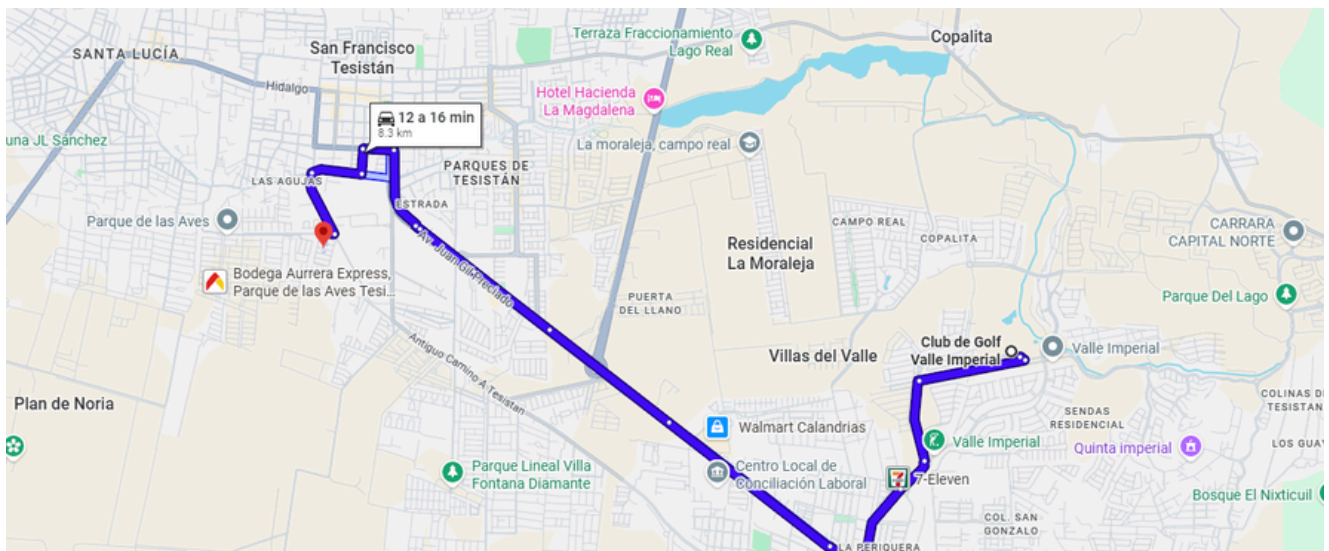 Terraza Fraccionamiento
Lago Real
Copalita
San Francisco
Tesistán
SANTA LUCÍA
Hidalgo
Hotel Hacienda
La Magdalena
12 a 16 min
8.3 km
una JL Sánchez
La moraleja, campo real
PARQUES DE
TESISTÁN
LAS AGUJAS
ESTRADA
Parque de las Aves
CAMPO REAL
COPALITA
CARRARA
CAPITAL NORTE
Av. Juan Gil Preciado
Residencial
La Moraleja
Bodega Aurrera Express,
Parque de las Aves Tesi...
PUERTA
DEL LLANO
Parque Del Lago
Club de Golf
Valle Imperial
Valle Imperial
Villas del Valle
Antiguo Camino A Tesistan
Plan de Noria
COLINAS DE
TESISTAN
SENDAS
RESIDENCIAL
Walmart Calandrias
Valle Imperial
Quinta imperial
LOS GUAY
Parque Lineal Villa
Fontana Diamante
Centro Local de
Conciliación Laboral
7-Eleven
Bosque El Nixticuil
COL. SAN
GONZALO
LA PERIQUERA